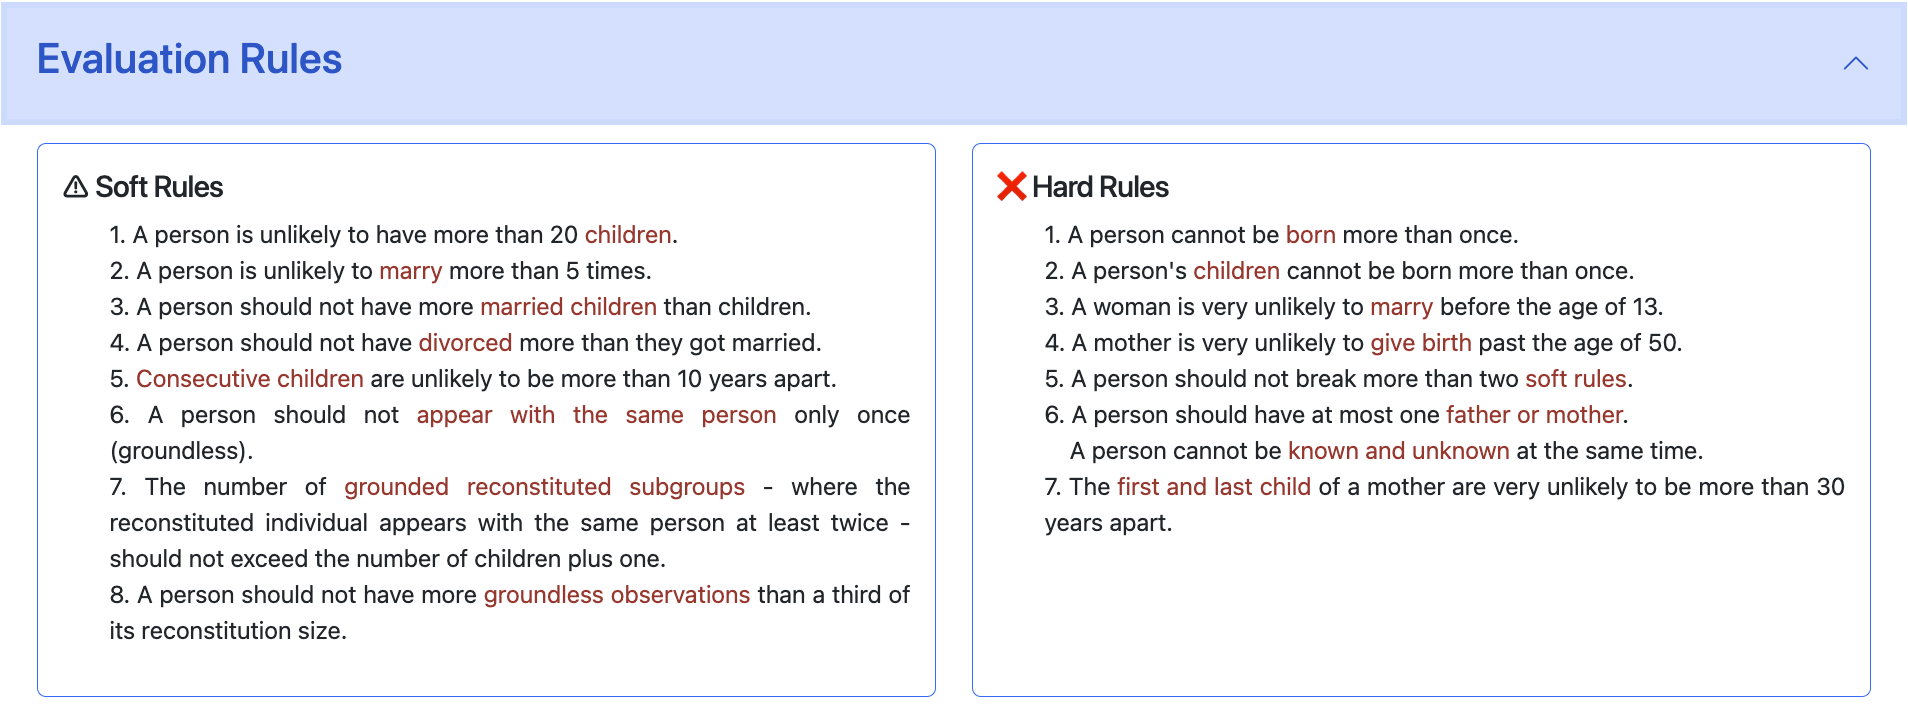 Evaluation Rules
⚠ Soft Rules
1. A person is unlikely to have more than 20 children.
2. A person is unlikely to marry more than 5 times.
3. A person should not have more married children than children.
4. A person should not have divorced more than they got married.
5. Consecutive children are unlikely to be more than 10 years apart.
6. A person should not appear with the same person only once
(groundless).
7. The number of grounded reconstituted subgroups - where the
reconstituted individual appears with the same person at least twice -
should not exceed the number of children plus one.
8. A person should not have more groundless observations than a third of
its reconstitution size.
❌ Hard Rules
1. A person cannot be born more than once.
2. A person's children cannot be born more than once.
3. A woman is very unlikely to marry before the age of 13.
4. A mother is very unlikely to give birth past the age of 50.
5. A person should not break more than two soft rules.
6. A person should have at most one father or mother.
A person cannot be known and unknown at the same time.
7. The first and last child of a mother are very unlikely to be more than 30
years apart.